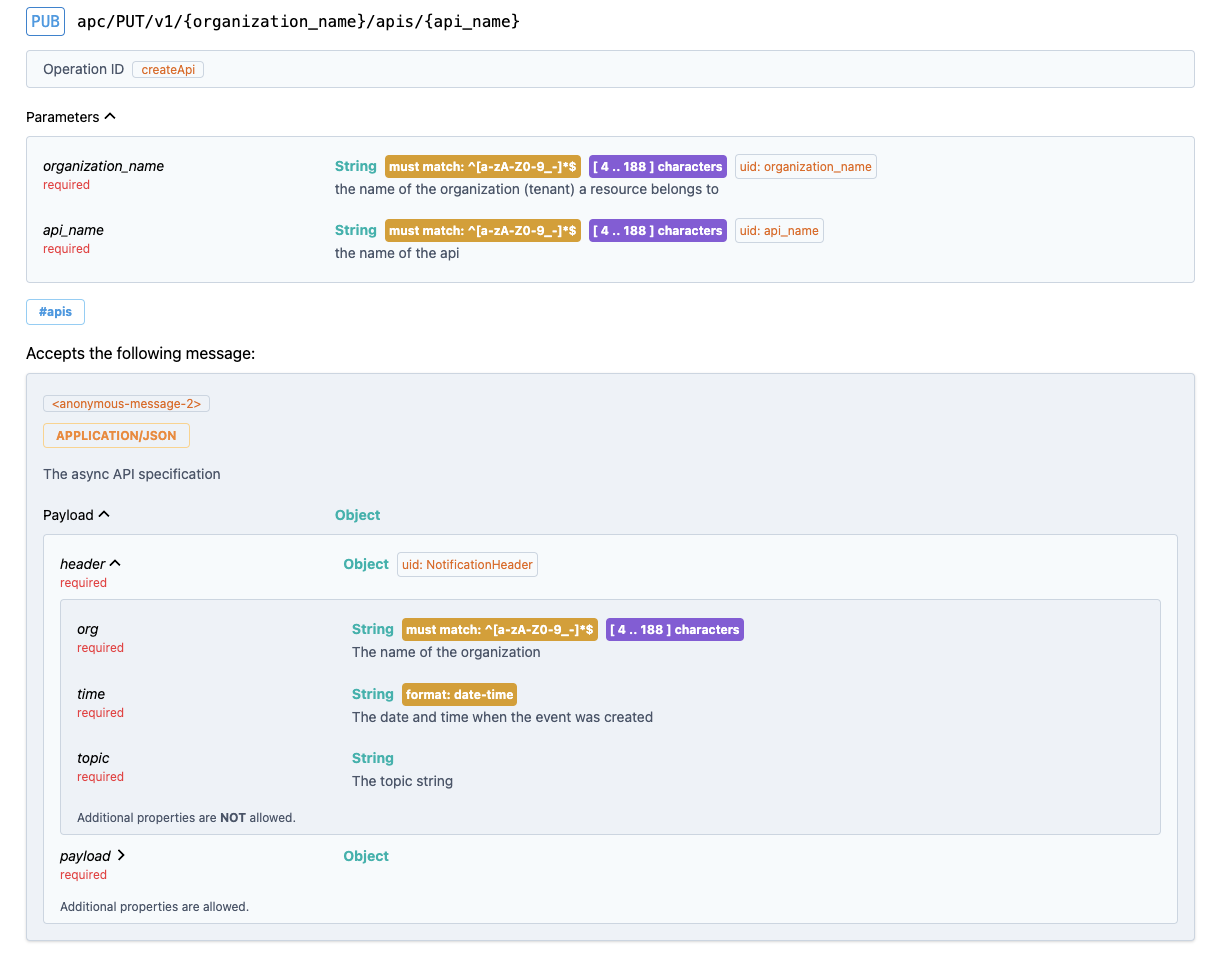 PUB apc/PUT/v1/{organization_name}/apis/{api_name}
Operation ID createApi
Parameters
organization_name String must match: ^[a-zA-Z0-9_-]*$ [ 4 .. 188 ] characters uid: organization_name
required the name of the organization (tenant) a resource belongs to
api_name String must match: ^[a-zA-Z0-9_-]*$ [ 4 .. 188 ] characters uid: api_name
required the name of the api
#apis
Accepts the following message:
<anonymous-message-2>
APPLICATION/JSON
The async API specification
Payload Object
header Object uid: NotificationHeader
required
org String must match: ^[a-zA-Z0-9_-]*$ [ 4 .. 188 ] characters
required The name of the organization
time String format: date-time
required The date and time when the event was created
topic String
required The topic string
Additional properties are NOT allowed.
payload Object
required
Additional properties are allowed.